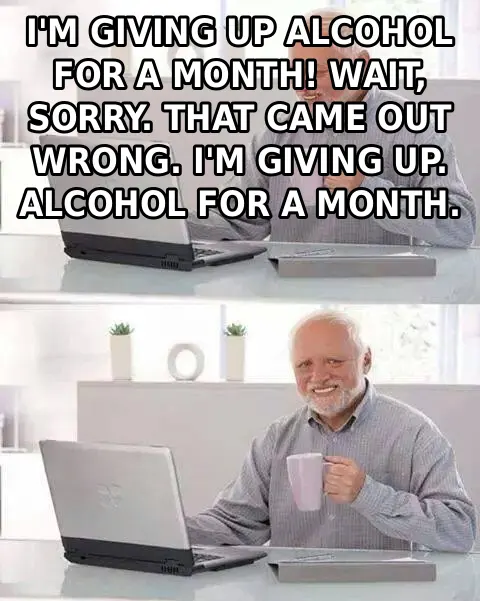 I'M GIVING UP ALCOHOL
FOR A MONTH! WAIT,
SORRY. THAT CAME OUT
WRONG. I'M GIVING UP.
ALCOHOL FOR A MONTH.